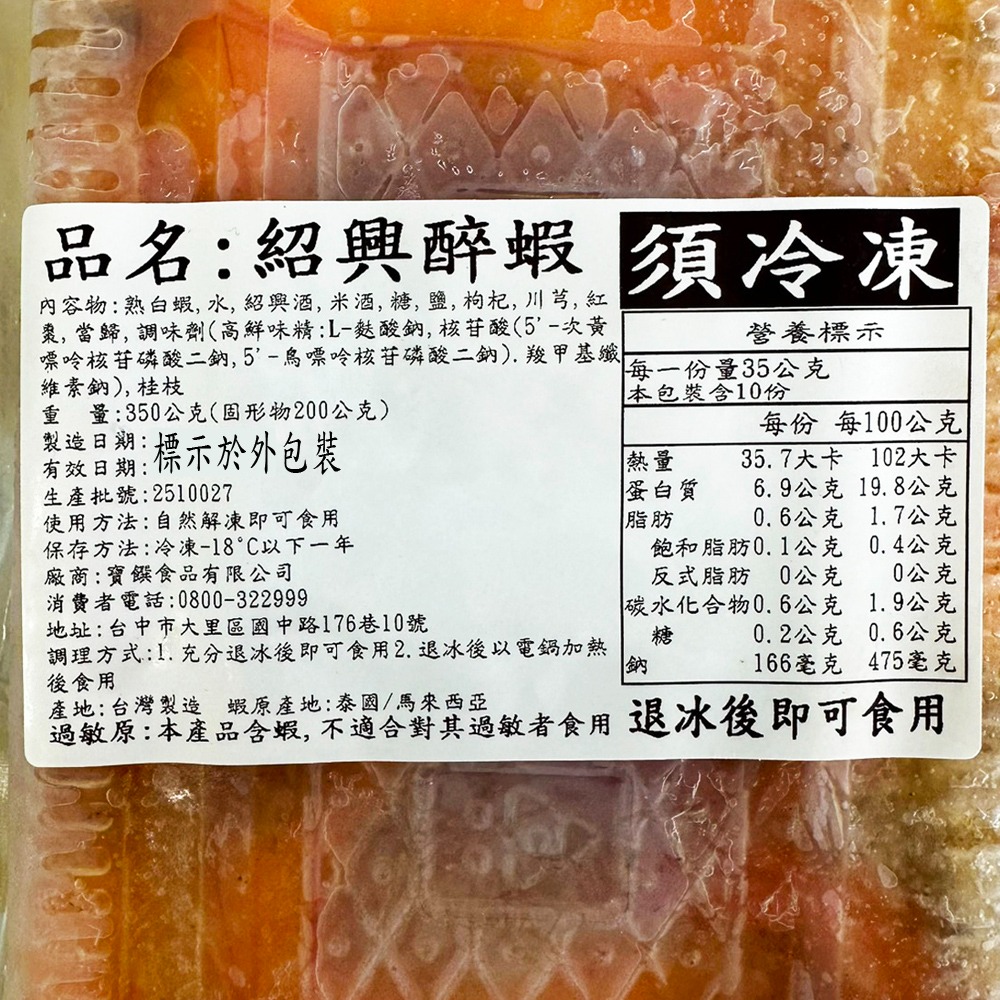 品名:紹興醉蝦
內容物:熟白蝦,水,紹興酒,米酒,糖,鹽,枸杞,川芎,紅
棗,當歸,調味劑(高鮮味精:L-麩酸鈉,核苷酸(5'-次黃
嘌呤核苷磷酸二鈉,5'-鳥嘌呤核苷磷酸二鈉).羧甲基纖
維素鈉),桂枝
重 量:350公克(固形物200公克)
製造日期:
有效日期:
標示於外包裝
生產批號:2510027
使用方法:自然解凍即可食用
保存方法:冷凍-18°C以下一年
廠商:寶饌食品有限公司
消費者電話:0800-322999
地址:台中市大里區國中路176巷10號
調理方式:1.充分退冰後即可食用2.退冰後以電鍋加熱
後食用
產地:台灣製造 蝦原產地:泰國/馬來西亞
過敏原:本產品含蝦,不適合對其過敏者食用
須冷凍
營養標示
每一份量35公克
本包裝含10份
每份 每100公克
熱量 35.7大卡 102大卡
蛋白質 6.9公克 19.8公克
脂肪 0.6公克 1.7公克
飽和脂肪0.1公克 0.4公克
反式脂肪 0公克 0公克
碳水化合物0.6公克 1.9公克
糖 0.2公克 0.6公克
鈉 166毫克 475毫克
退冰後即可食用